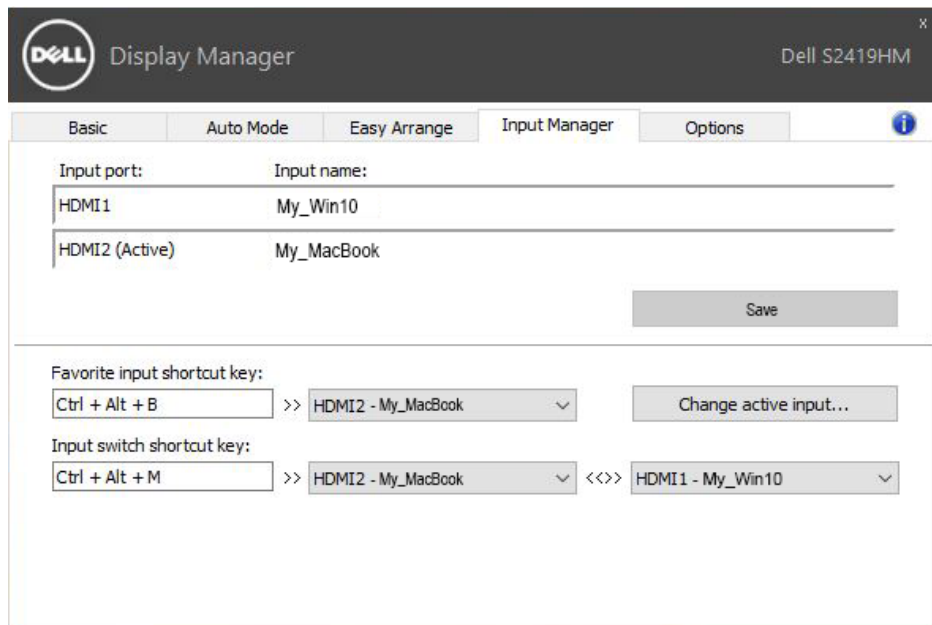 x
DELL Display Manager Dell S2419HM
Basic Auto Mode Easy Arrange Input Manager Options i
Input port: Input name:
HDMI1 My_Win10
HDMI2 (Active) My_MacBook
Save
Favorite input shortcut key:
Ctrl + Alt + B >> HDMI2 - My_MacBook Change active input...
Input switch shortcut key:
Ctrl + Alt + M >> HDMI2 - My_MacBook <<>> HDMI1 - My_Win10